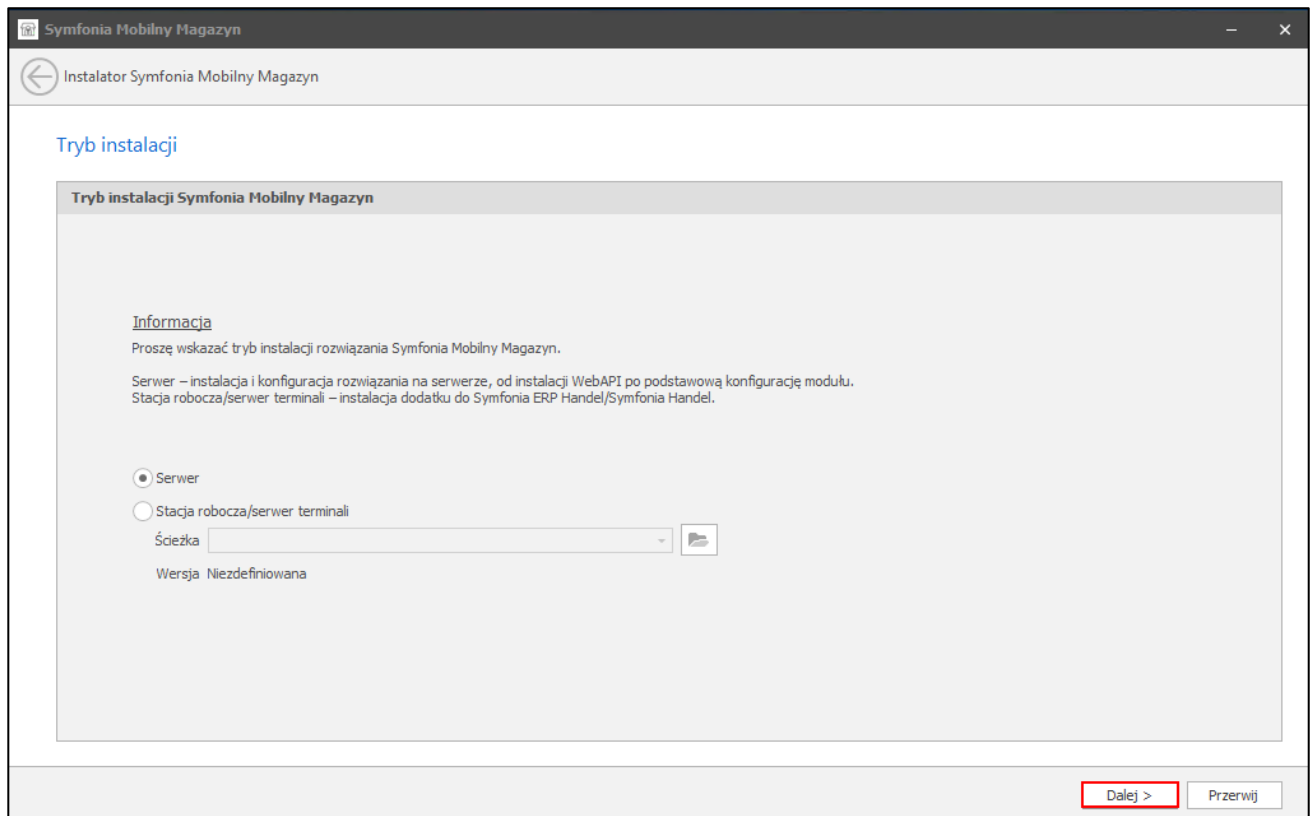 Symfonia Mobilny Magazyn
Instalator Symfonia Mobilny Magazyn
Tryb instalacji
Tryb instalacji Symfonia Mobilny Magazyn
Informacja
Proszę wskazać tryb instalacji rozwiązania Symfonia Mobilny Magazyn.
Serwer – instalacja i konfiguracja rozwiązania na serwerze, od instalacji WebAPI po podstawową konfigurację modułu.
Stacja robocza/serwer terminali – instalacja dodatku do Symfonia ERP Handel/Symfonia Handel.
Serwer
Stacja robocza/serwer terminali
Ścieżka
Wersja Niezdefiniowana
Dalej > Przerwij